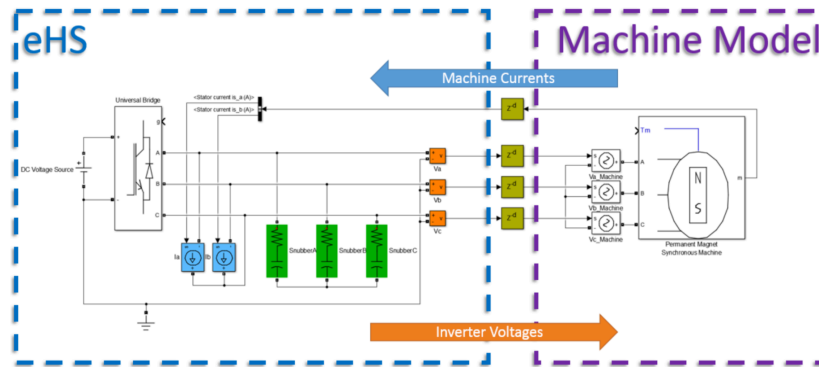 eHS
Machine Model
Machine Currents
<Stator current is_a (A)>
<Stator current is_b (A)>
Universal Bridge
g
z-d
Tm
+
A
+
DC Voltage Source
v
Va
z-d
s
Va_Machine
A
m
B
v
Vb
z-d
s
Vb_Machine
B
N
S
-
C
v
Vc
z-d
s
Vc_Machine
C
Ia
Ib
SnubberA
SnubberB
SnubberC
Permanent Magnet
Synchronous Machine
Inverter Voltages